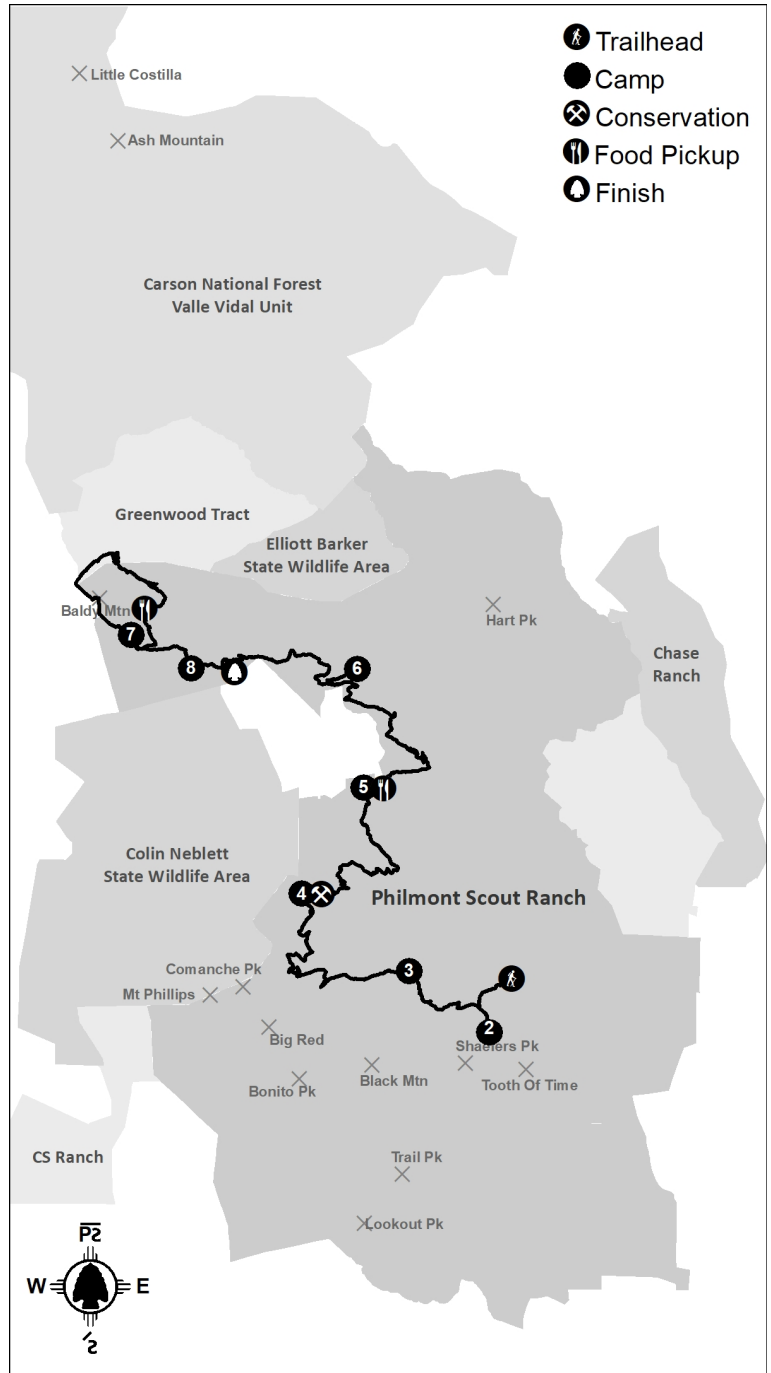 Trailhead
Camp
Conservation
Food Pickup
Finish
Little Costilla
Ash Mountain
Carson National Forest
Valle Vidal Unit
Greenwood Tract
Elliott Barker
State Wildlife Area
Baldy Mtn
Hart Pk
7
8
6
Chase
Ranch
5
Colin Neblett
State Wildlife Area
4
Philmont Scout Ranch
3
Comanche Pk
Mt Phillips
2
Big Red
Shaefers Pk
Black Mtn
Bonito Pk
Tooth Of Time
CS Ranch
Trail Pk
Lookout Pk
W
E